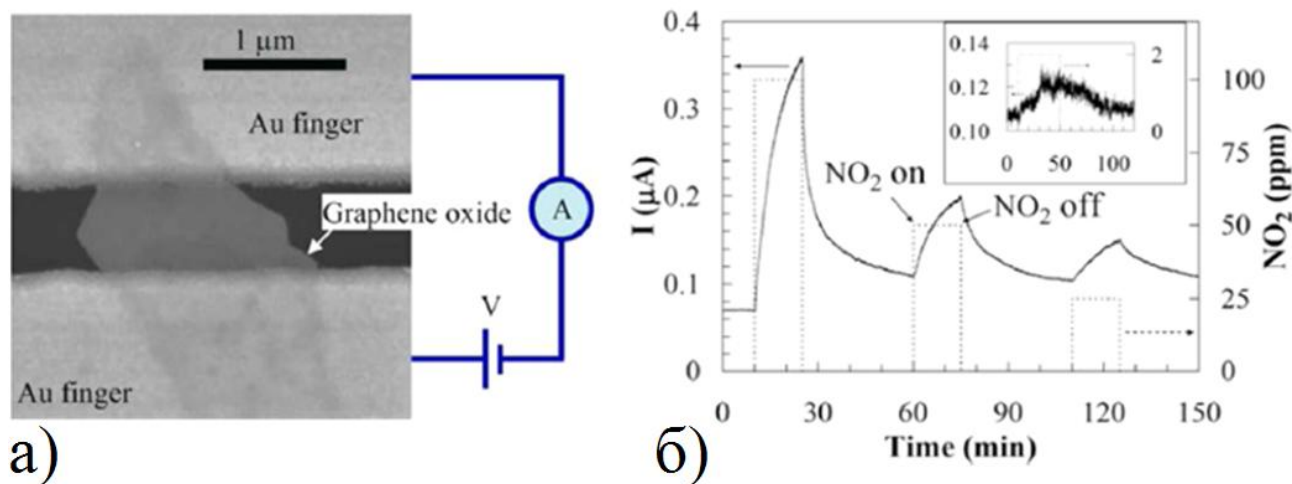 1 µm
Au finger
Graphene oxide
Au finger
A
V
а)
0.4
0.3
0.2
0.1
0
I (µA)
0
30
60
90
120
150
Time (min)
100
75
50
25
0
NO₂ (ppm)
NO₂ on
NO₂ off
0.14
0.12
0.10
0
50
100
2
0
б)